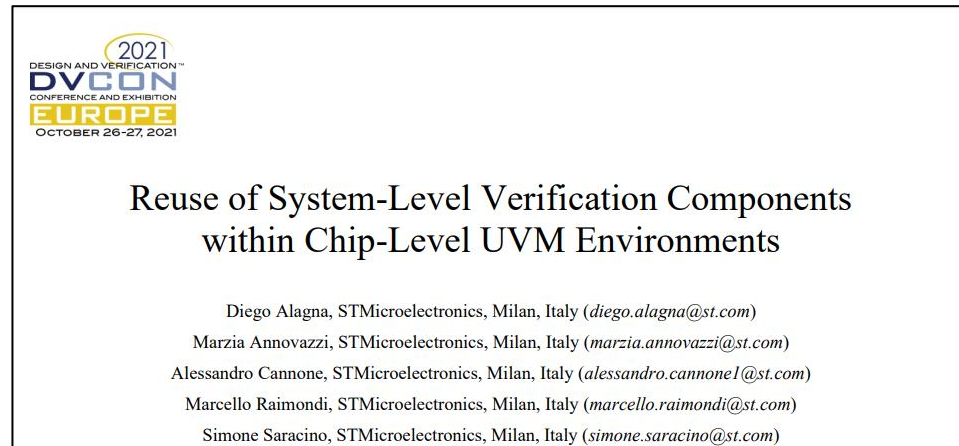 2021
DESIGN AND VERIFICATION™
DVCON
CONFERENCE AND EXHIBITION
EUROPE
OCTOBER 26-27, 2021
Reuse of System-Level Verification Components
within Chip-Level UVM Environments
Diego Alagna, STMicroelectronics, Milan, Italy (diego.alagna@st.com)
Marzia Annovazzi, STMicroelectronics, Milan, Italy (marzia.annovazzi@st.com)
Alessandro Cannone, STMicroelectronics, Milan, Italy (alessandro.cannone1@st.com)
Marcello Raimondi, STMicroelectronics, Milan, Italy (marcello.raimondi@st.com)
Simone Saracino, STMicroelectronics, Milan, Italy (simone.saracino@st.com)